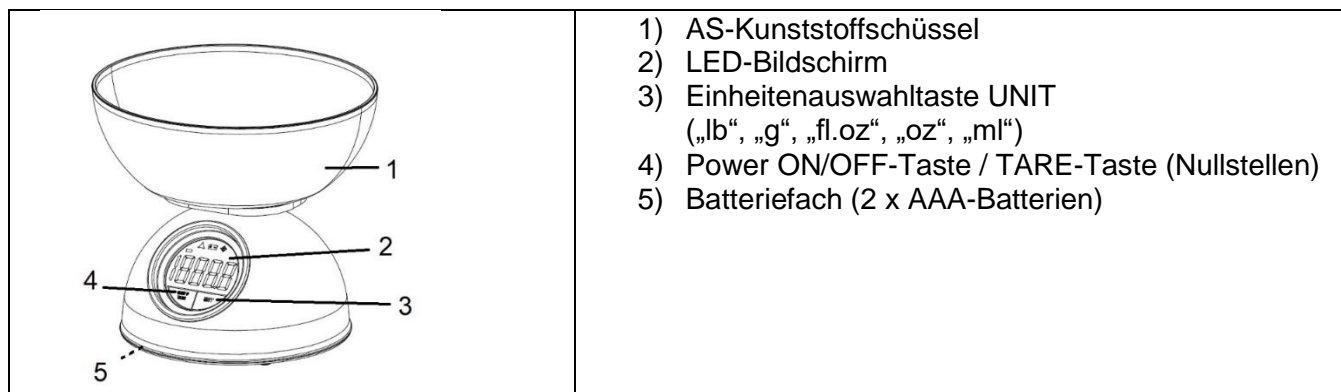 1
2
3
4
5
1) AS-Kunststoffschüssel
2) LED-Bildschirm
3) Einheitenauswahltaste UNIT
(„lb“, „g“, „fl.oz“, „oz“, „ml“)
4) Power ON/OFF-Taste / TARE-Taste (Nullstellen)
5) Batteriefach (2 x AAA-Batterien)